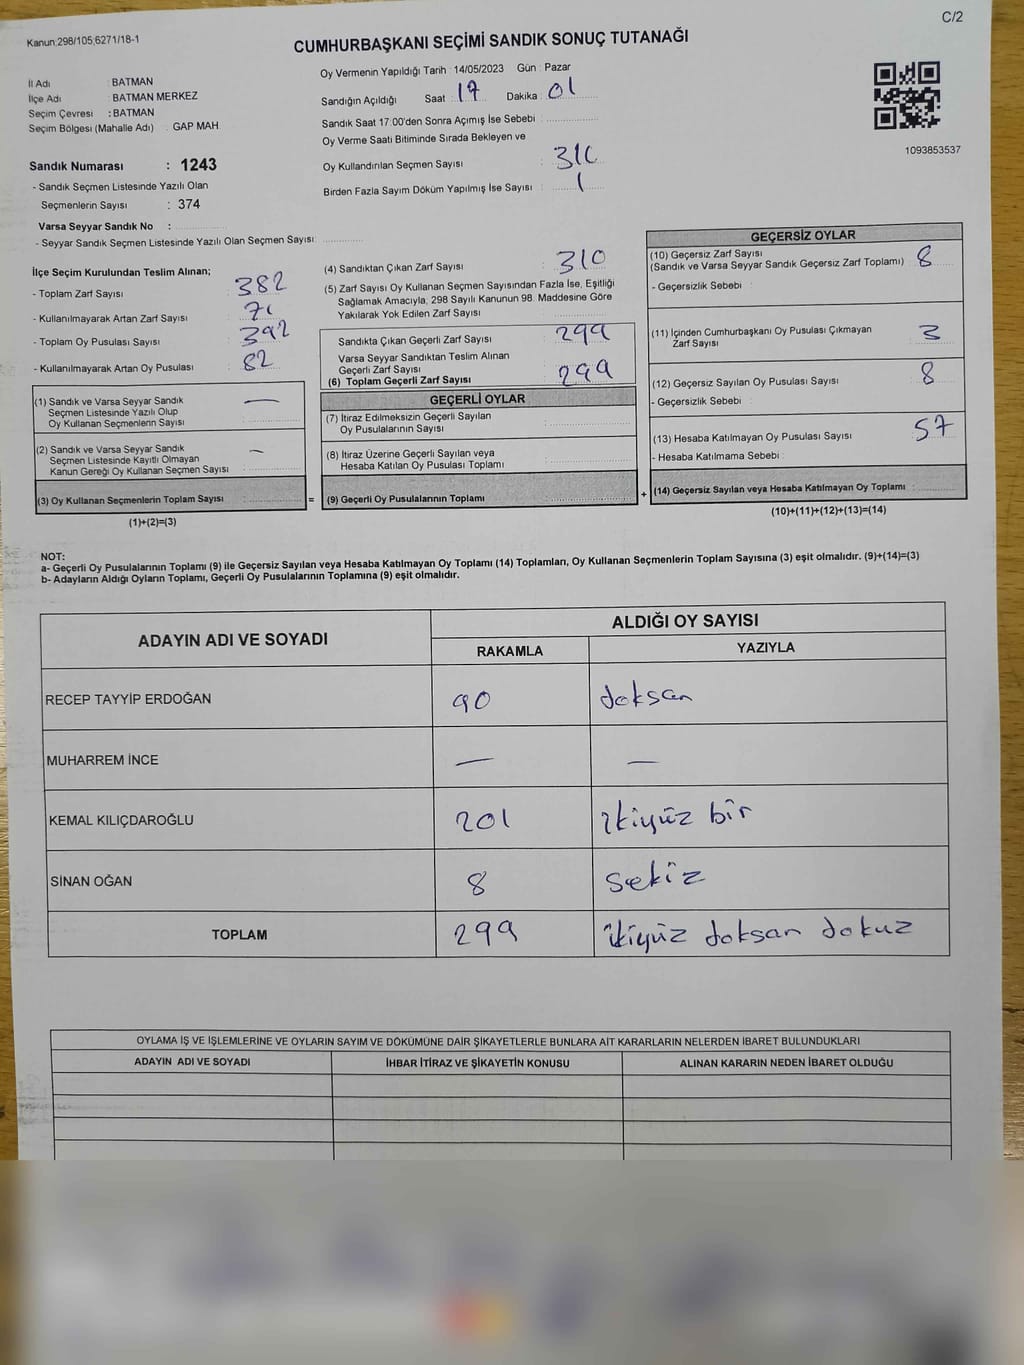 C/2
Kanun;298/105;6271/18-1
CUMHURBAŞKANI SEÇİMİ SANDIK SONUÇ TUTANAĞI
İl Adı : BATMAN
İlçe Adı : BATMAN MERKEZ
Seçim Çevresi : BATMAN
Seçim Bölgesi (Mahalle Adı) : GAP MAH.
Oy Vermenin Yapıldığı Tarih : 14/05/2023 Gün : Pazar
Sandığın Açıldığı Saat 17 Dakika : 01
Sandık Saat 17:00'den Sonra Açımış İse Sebebi :
Oy Verme Saati Bitiminde Sırada Bekleyen ve
Oy Kullandırılan Seçmen Sayısı :
Birden Fazla Sayım Döküm Yapılmış İse Sayısı : 1
1093853537
Sandık Numarası : 1243
- Sandık Seçmen Listesinde Yazılı Olan
Seçmenlerin Sayısı : 374
Varsa Seyyar Sandık No :
- Seyyar Sandık Seçmen Listesinde Yazılı Olan Seçmen Sayısı:
İlçe Seçim Kurulundan Teslim Alınan;
- Toplam Zarf Sayısı : 382
- Kullanılmayarak Artan Zarf Sayısı :
- Toplam Oy Pusulası Sayısı : 392
- Kullanılmayarak Artan Oy Pusulası : 82
(1) Sandık ve Varsa Seyyar Sandık
Seçmen Listesinde Yazılı Olup
Oy Kullanan Seçmenlerin Sayısı : —
(2) Sandık ve Varsa Seyyar Sandık
Seçmen Listesinde Kayıtlı Olmayan
Kanun Gereği Oy Kullanan Seçmen Sayısı : —
(3) Oy Kullanan Seçmenlerin Toplam Sayısı :
(1)+(2)=(3)
=
(4) Sandıktan Çıkan Zarf Sayısı : 310
(5) Zarf Sayısı Oy Kullanan Seçmen Sayısından Fazla İse, Eşitliği
Sağlamak Amacıyla, 298 Sayılı Kanunun 98. Maddesine Göre
Yakılarak Yok Edilen Zarf Sayısı :
Sandıkta Çıkan Geçerli Zarf Sayısı : 299
Varsa Seyyar Sandıktan Teslim Alınan
Geçerli Zarf Sayısı :
(6) Toplam Geçerli Zarf Sayısı : 299
GEÇERLİ OYLAR
(7) İtiraz Edilmeksizin Geçerli Sayılan
Oy Pusulalarının Sayısı :
(8) İtiraz Üzerine Geçerli Sayılan veya
Hesaba Katılan Oy Pusulası Toplamı :
(9) Geçerli Oy Pusulalarının Toplamı :
+
GEÇERSİZ OYLAR
(10) Geçersiz Zarf Sayısı
(Sandık ve Varsa Seyyar Sandık Geçersiz Zarf Toplamı) : 8
- Geçersizlik Sebebi :
(11) İçinden Cumhurbaşkanı Oy Pusulası Çıkmayan
Zarf Sayısı : 3
(12) Geçersiz Sayılan Oy Pusulası Sayısı : 8
- Geçersizlik Sebebi :
(13) Hesaba Katılmayan Oy Pusulası Sayısı : 57
- Hesaba Katılmama Sebebi :
(14) Geçersiz Sayılan veya Hesaba Katılmayan Oy Toplamı :
(10)+(11)+(12)+(13)=(14)
NOT:
a- Geçerli Oy Pusulalarının Toplamı (9) ile Geçersiz Sayılan veya Hesaba Katılmayan Oy Toplamı (14) Toplamları, Oy Kullanan Seçmenlerin Toplam Sayısına (3) eşit olmalıdır. (9)+(14)=(3)
b- Adayların Aldığı Oyların Toplamı, Geçerli Oy Pusulalarının Toplamına (9) eşit olmalıdır.
ADAYIN ADI VE SOYADI
ALDIĞI OY SAYISI
RAKAMLA YAZIYLA
RECEP TAYYİP ERDOĞAN 90 doksan
MUHARREM İNCE — —
KEMAL KILIÇDAROĞLU 201 ikiyüz bir
SİNAN OĞAN 8 sekiz
TOPLAM 299 ikiyüz doksan dokuz
OYLAMA İŞ VE İŞLEMLERİNE VE OYLARIN SAYIM VE DÖKÜMÜNE DAİR ŞİKAYETLERLE BUNLARA AİT KARARLARIN NELERDEN İBARET BULUNDUKLARI
ADAYIN ADI VE SOYADI İHBAR İTİRAZ VE ŞİKAYETİN KONUSU ALINAN KARARIN NEDEN İBARET OLDUĞU